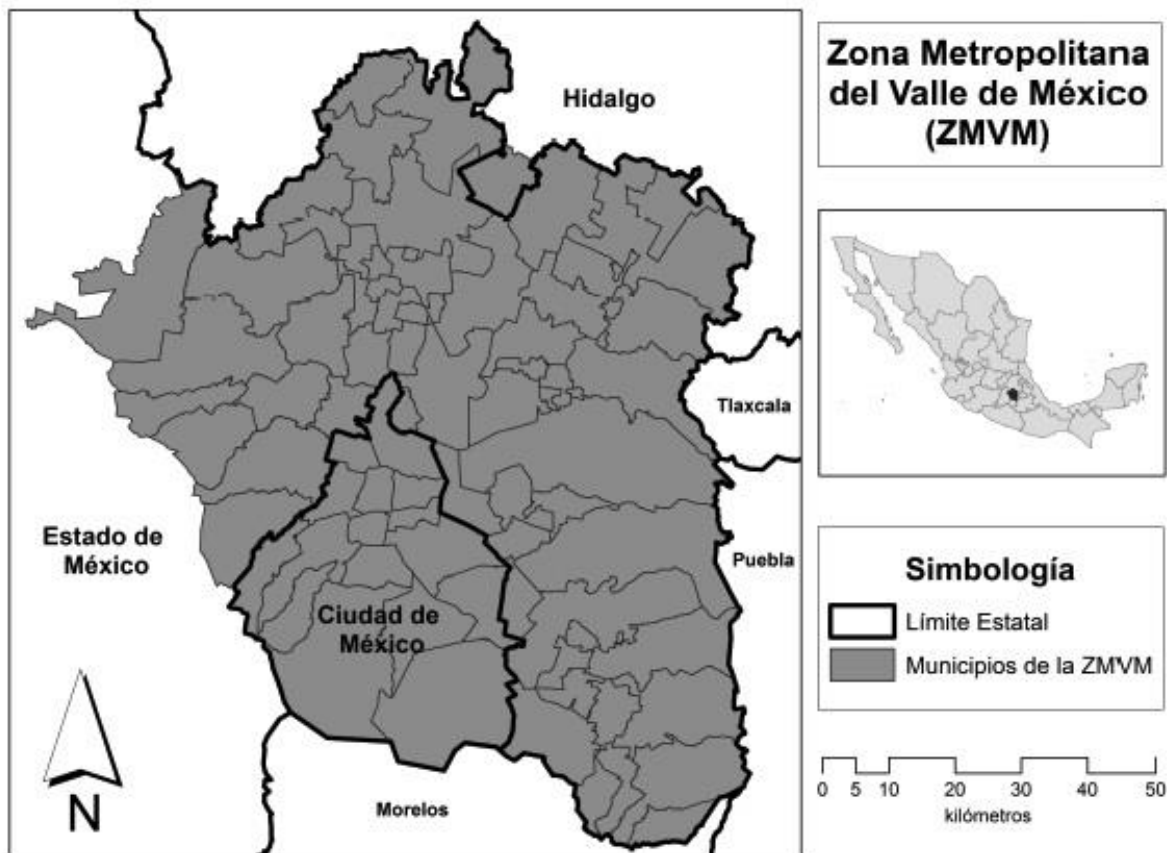 Hidalgo
Tlaxcala
Estado de
México
Puebla
Ciudad de
México
Morelos
N
Zona Metropolitana
del Valle de México
(ZMVM)
Simbología
Límite Estatal
Municipios de la ZMVM
0 5 10 20 30 40 50
kilómetros